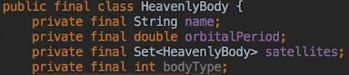 public final class HeavenlyBody {
private final String name;
private final double orbitalPeriod;
private final Set<HeavenlyBody> satellites;
private final int bodyType;